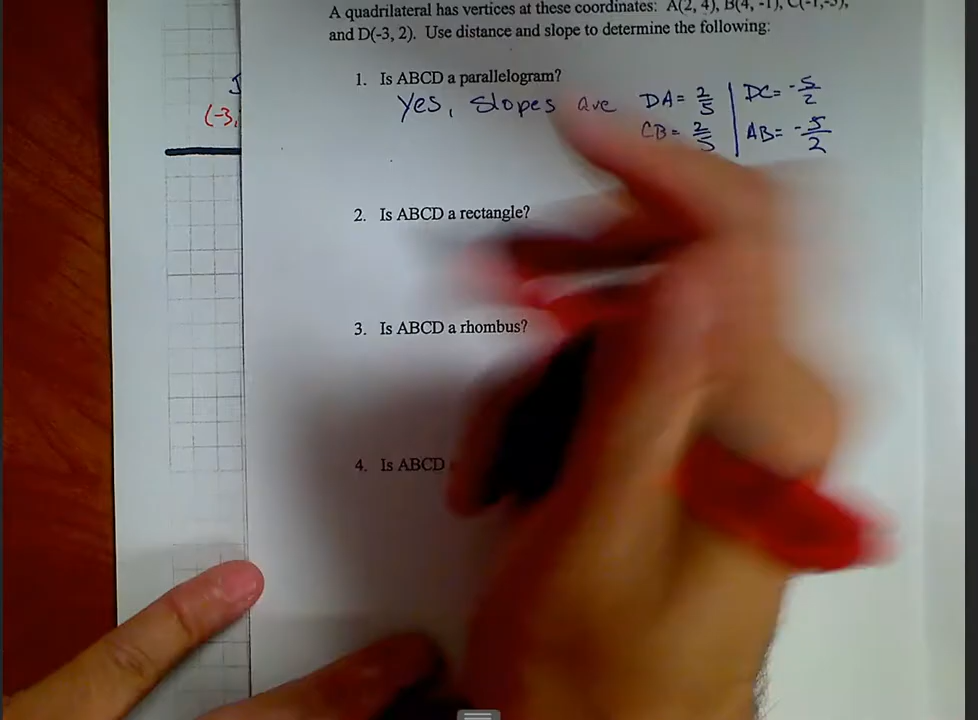 A quadrilateral has vertices at these coordinates: A(2, 4), B(4, -1), C(-1,-3),
and D(-3, 2). Use distance and slope to determine the following:
1. Is ABCD a parallelogram?
Yes, Slopes are DA = 2/5 | DC = -5/2
CB = 2/5 | AB = -5/2
(-3,
2. Is ABCD a rectangle?
3. Is ABCD a rhombus?
4. Is ABCD